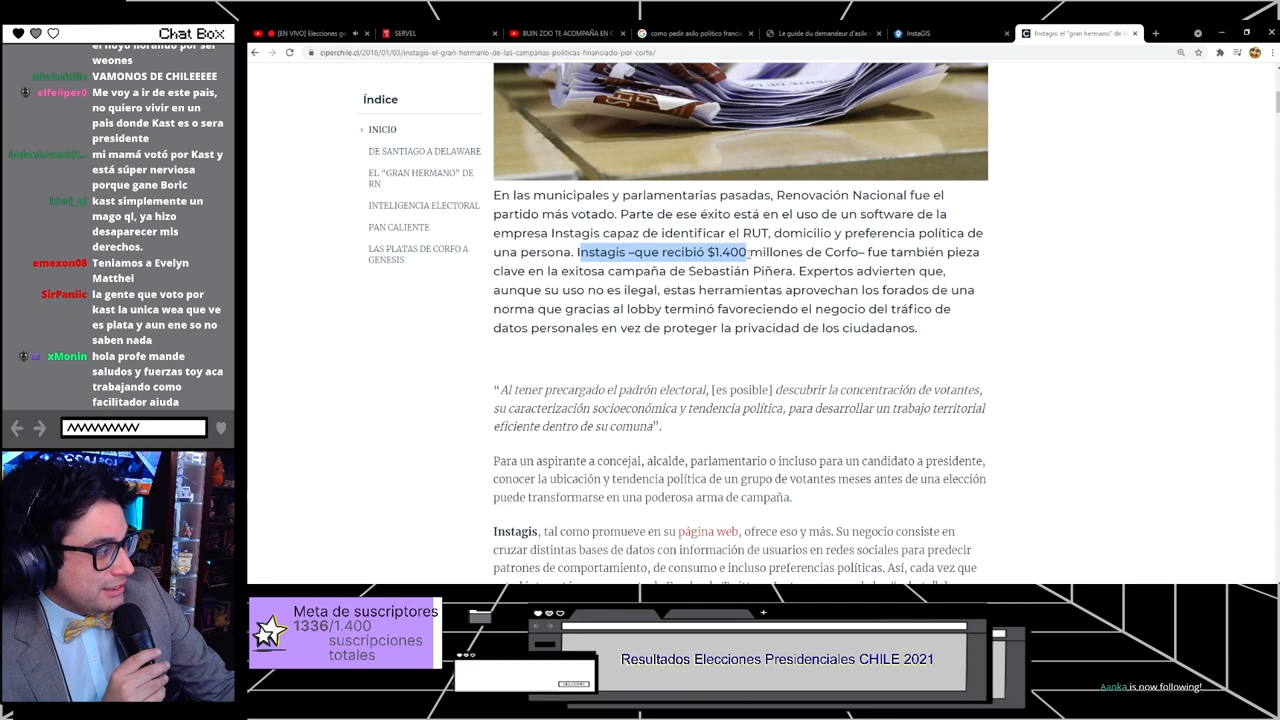 Chat Box
weones
VAMONOS DE CHILEEEEE
elfeliper0 Me voy a ir de este pais,
no quiero vivir en un
pais donde Kast es o sera
presidente
mi mamá votó por Kast y
está súper nerviosa
porque gane Boric
kast simplemente un
mago ql, ya hizo
desaparecer mis
derechos.
emexon08 Teniamos a Evelyn
Matthei
SirPaniic la gente que voto por
kast la unica wea que ve
es plata y aun ene so no
saben nada
xMonin hola profe mande
saludos y fuerzas toy aca
trabajando como
facilitador aiuda
[EN VIVO] Elecciones ge
SERVEL
BUIN ZOO TE ACOMPAÑA EN C
como pedir asilo politico francie
Le guide du demandeur d'asile
InstaGIS
Instagis: el "gran hermano" de la
ciperchile.cl/2018/01/03/instagis-el-gran-hermano-de-las-campanas-politicas-financiado-por-corfo/
Índice
INICIO
DE SANTIAGO A DELAWARE
EL “GRAN HERMANO” DE
RN
INTELIGENCIA ELECTORAL
PAN CALIENTE
LAS PLATAS DE CORFO A
GENESIS
En las municipales y parlamentarias pasadas, Renovación Nacional fue el
partido más votado. Parte de ese éxito está en el uso de un software de la
empresa Instagis capaz de identificar el RUT, domicilio y preferencia política de
una persona. Instagis –que recibió $1.400 millones de Corfo– fue también pieza
clave en la exitosa campaña de Sebastián Piñera. Expertos advierten que,
aunque su uso no es ilegal, estas herramientas aprovechan los forados de una
norma que gracias al lobby terminó favoreciendo el negocio del tráfico de
datos personales en vez de proteger la privacidad de los ciudadanos.
“Al tener precargado el padrón electoral, [es posible] descubrir la concentración de votantes,
su caracterización socioeconómica y tendencia política, para desarrollar un trabajo territorial
eficiente dentro de su comuna”.
Para un aspirante a concejal, alcalde, parlamentario o incluso para un candidato a presidente,
conocer la ubicación y tendencia política de un grupo de votantes meses antes de una elección
puede transformarse en una poderosa arma de campaña.
Instagis, tal como promueve en su página web, ofrece eso y más. Su negocio consiste en
cruzar distintas bases de datos con información de usuarios en redes sociales para predecir
patrones de comportamiento, de consumo e incluso preferencias políticas. Así, cada vez que
Meta de suscriptores
1336/1.400
suscripciones
totales
WELCOME
Resultados Elecciones Presidenciales CHILE 2021
Aaoka is now following!